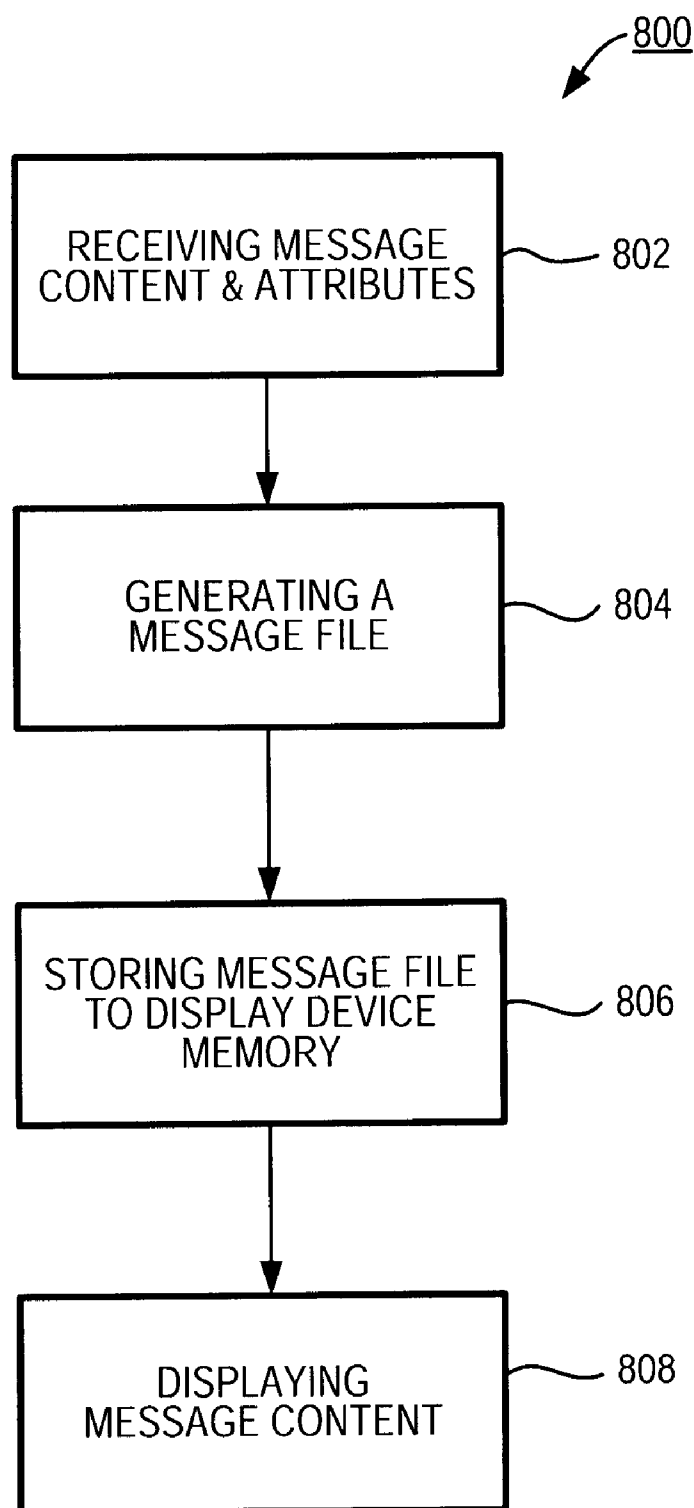 800
RECEIVING MESSAGE
CONTENT & ATTRIBUTES
802
GENERATING A
MESSAGE FILE
804
STORING MESSAGE FILE
TO DISPLAY DEVICE
MEMORY
806
DISPLAYING
MESSAGE CONTENT
808